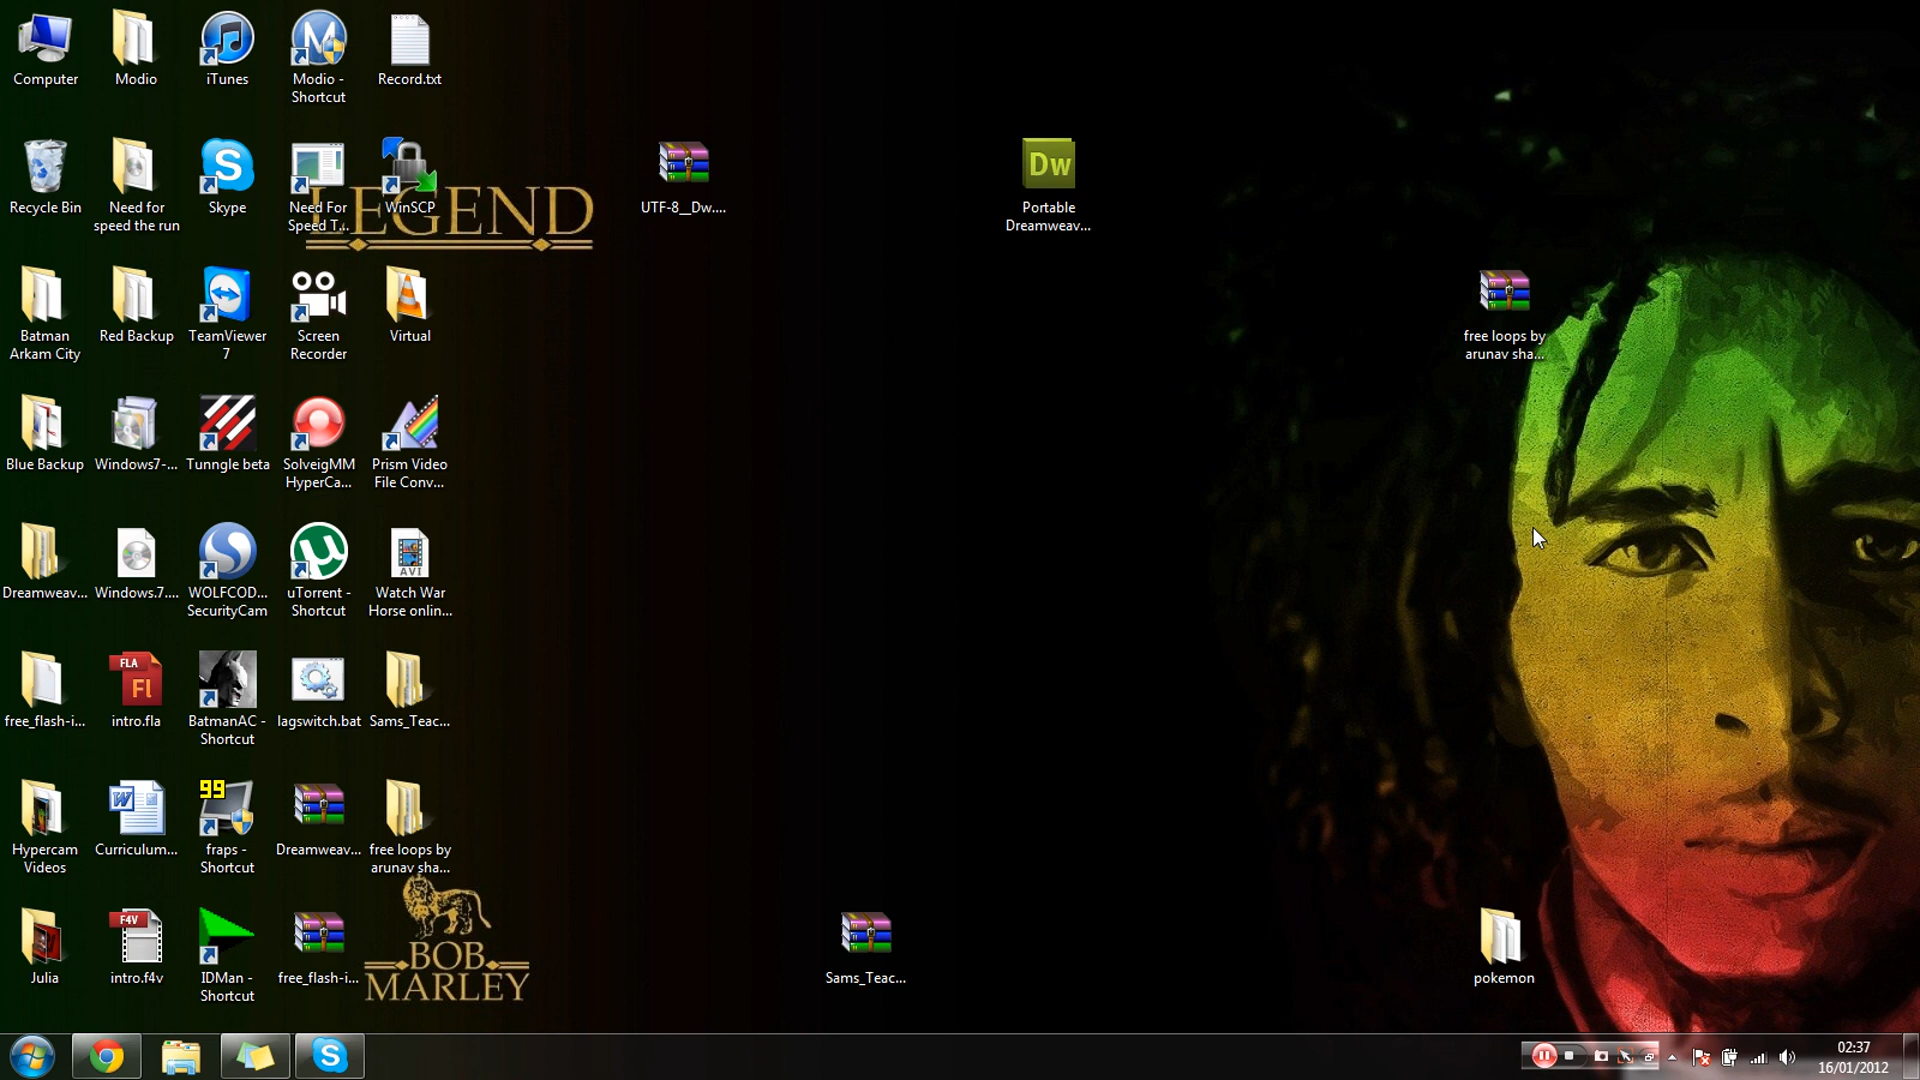 Computer
Modio
iTunes
Modio -
Shortcut
Record.txt
Recycle Bin
Need for
speed the run
Skype
Need For
Speed T...
WinSCP
LEGEND
UTF-8__Dw....
Dw
Portable
Dreamweav...
Batman
Arkam City
Red Backup
TeamViewer
7
Screen
Recorder
Virtual
free loops by
arunav sha...
Blue Backup
Windows7-...
Tunngle beta
SolveigMM
HyperCa...
Prism Video
File Conv...
Dreamweav...
Windows.7....
WOLFCOD...
SecurityCam
uTorrent -
Shortcut
AVI
Watch War
Horse onlin...
free_flash-i...
FLA
Fl
intro.fla
BatmanAC -
Shortcut
lagswitch.bat
Sams_Teac...
Hypercam
Videos
Curriculum...
99
fraps -
Shortcut
Dreamweav...
free loops by
arunav sha...
Julia
F4V
intro.f4v
IDMan -
Shortcut
free_flash-i...
BOB
MARLEY
Sams_Teac...
pokemon
02:37
16/01/2012